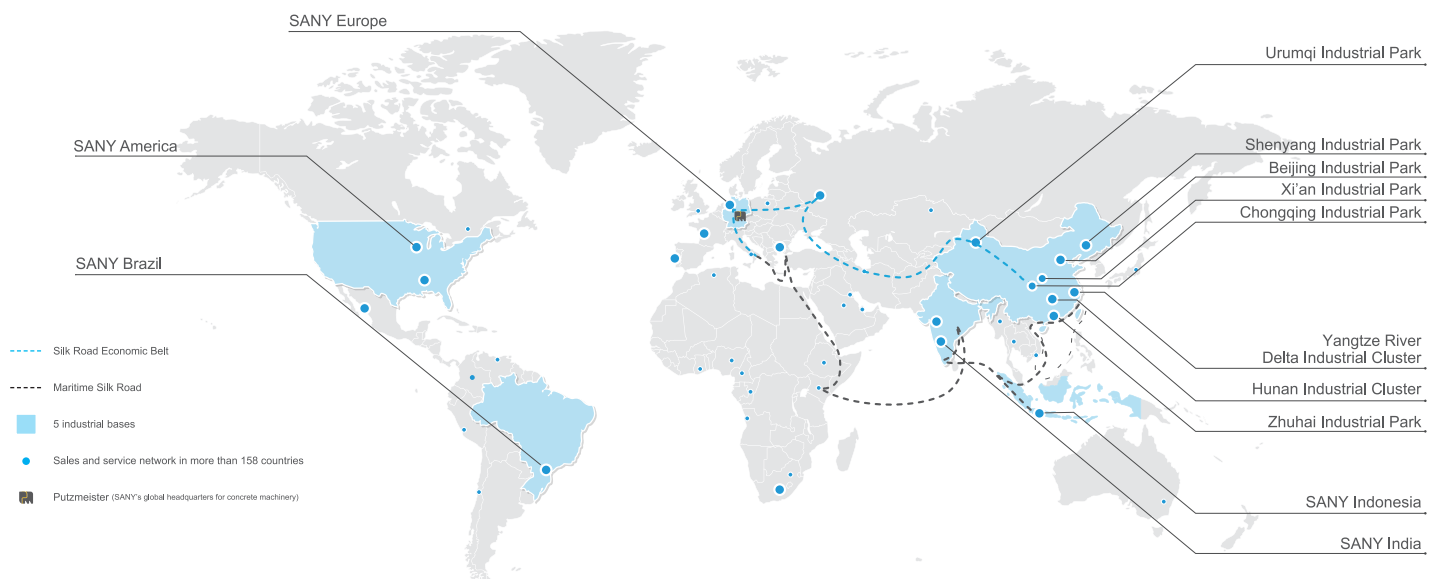 SANY Europe
Urumqi Industrial Park
SANY America
Shenyang Industrial Park
Beijing Industrial Park
Xi’an Industrial Park
Chongqing Industrial Park
SANY Brazil
Silk Road Economic Belt
Maritime Silk Road
5 industrial bases
Sales and service network in more than 158 countries
Putzmeister (SANY's global headquarters for concrete machinery)
Yangtze River
Delta Industrial Cluster
Hunan Industrial Cluster
Zhuhai Industrial Park
SANY Indonesia
SANY India